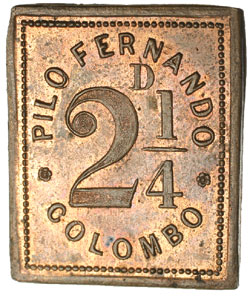 PILO FERNANDO
D
2 1/4
COLOMBO